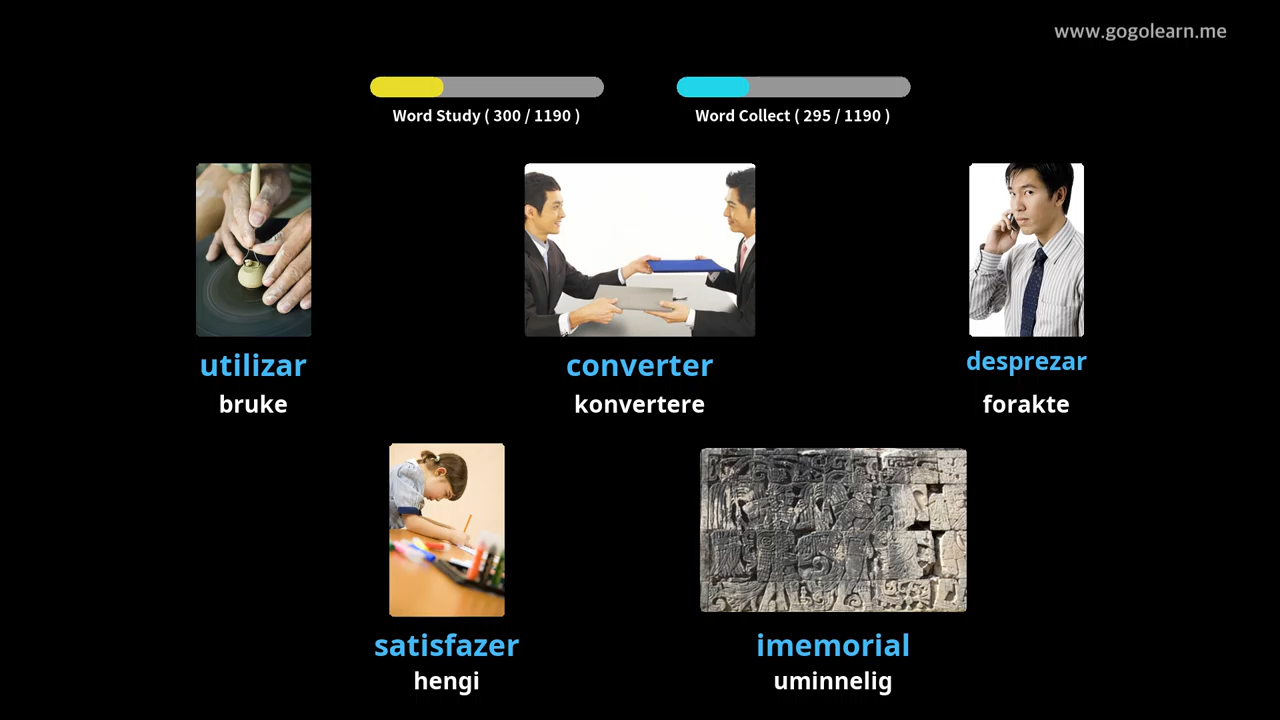 www.gogolearn.me
Word Study ( 300 / 1190 )
Word Collect ( 295 / 1190 )
utilizar
bruke
converter
konvertere
desprezar
forakte
satisfazer
hengi
imemorial
uminnelig